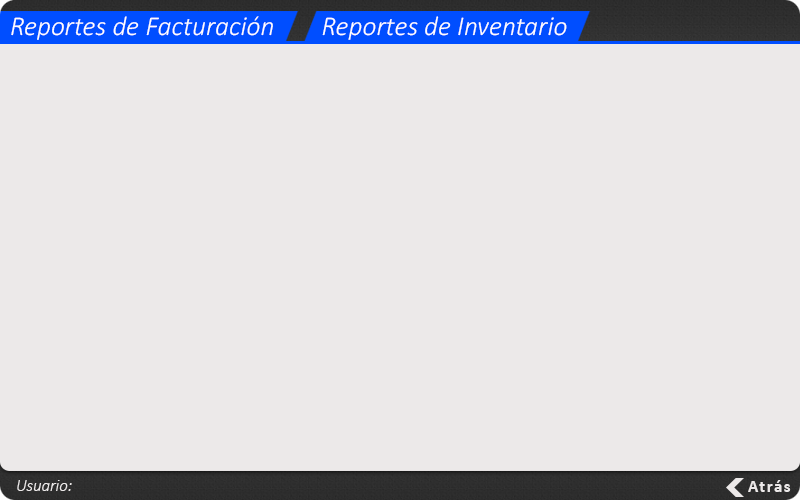 Reportes de Facturación
Reportes de Inventario
Usuario:
Atrás